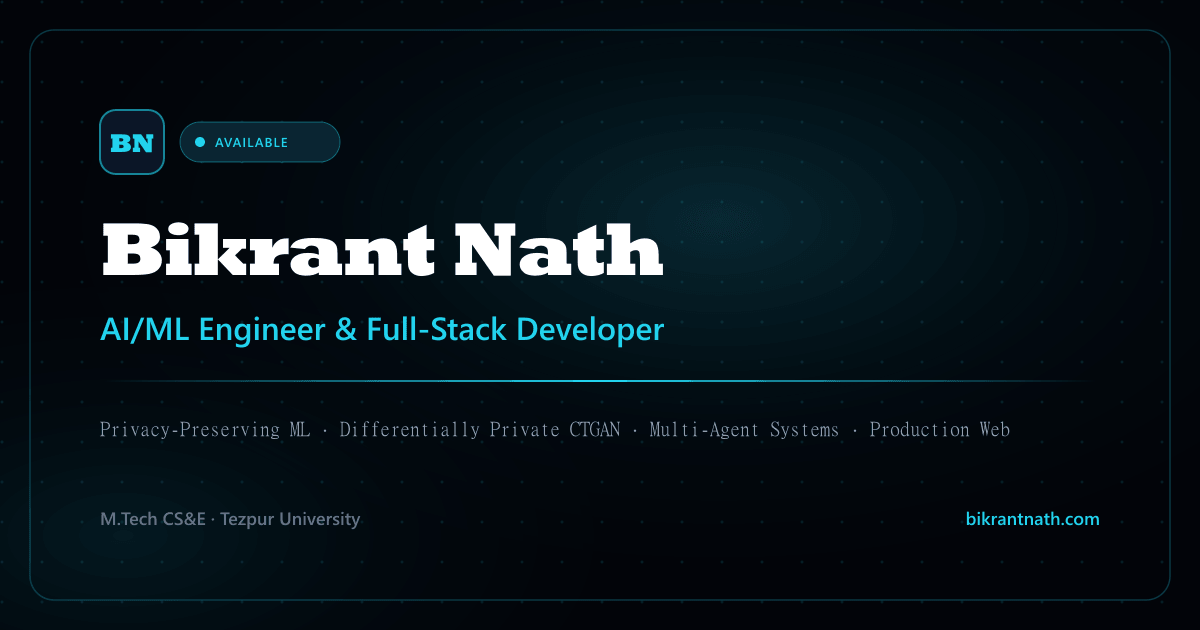 BN
AVAILABLE
Bikrant Nath
AI/ML Engineer & Full-Stack Developer
Privacy-Preserving ML · Differentially Private CTGAN · Multi-Agent Systems · Production Web
M.Tech CS&E · Tezpur University
bikrantnath.com